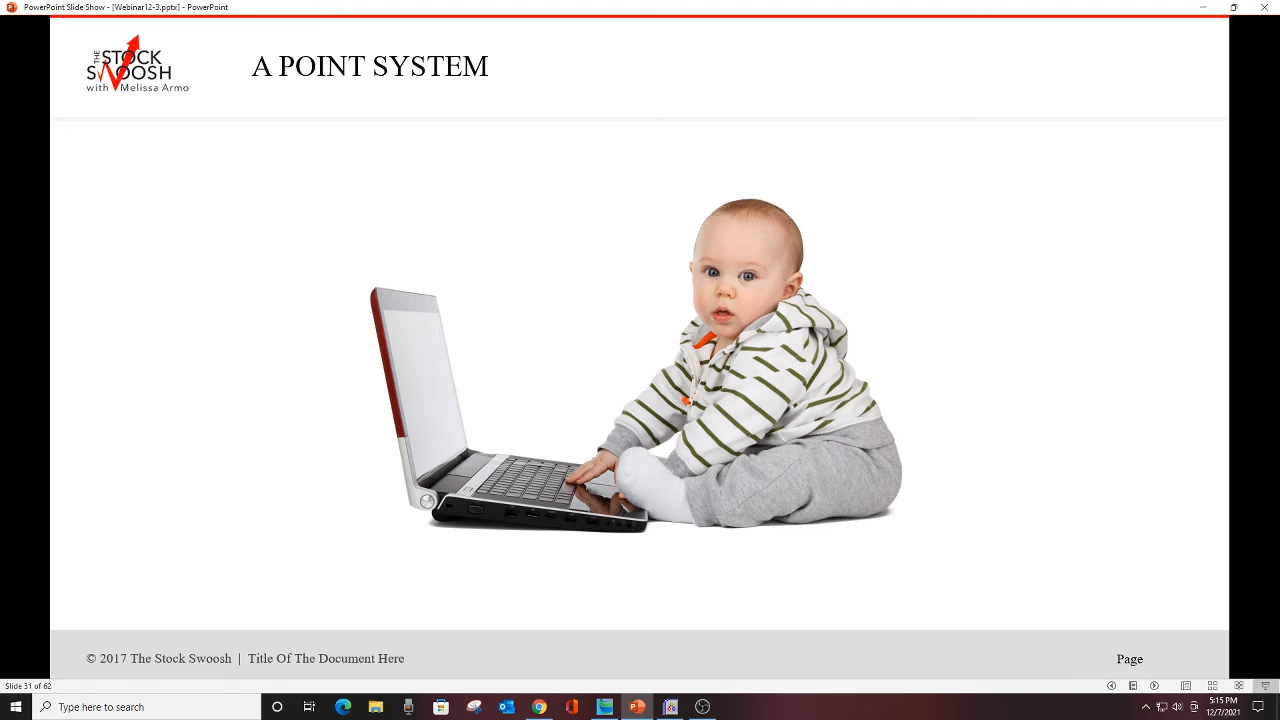 PowerPoint Slide Show - [Webinar12-3.pptx] - PowerPoint
THE STOCK
SWOOSH
with Melissa Armo
A POINT SYSTEM
© 2017 The Stock Swoosh | Title Of The Document Here
Page
Slide 31 of 62
Type here to search
5:15 PM
12/7/2021